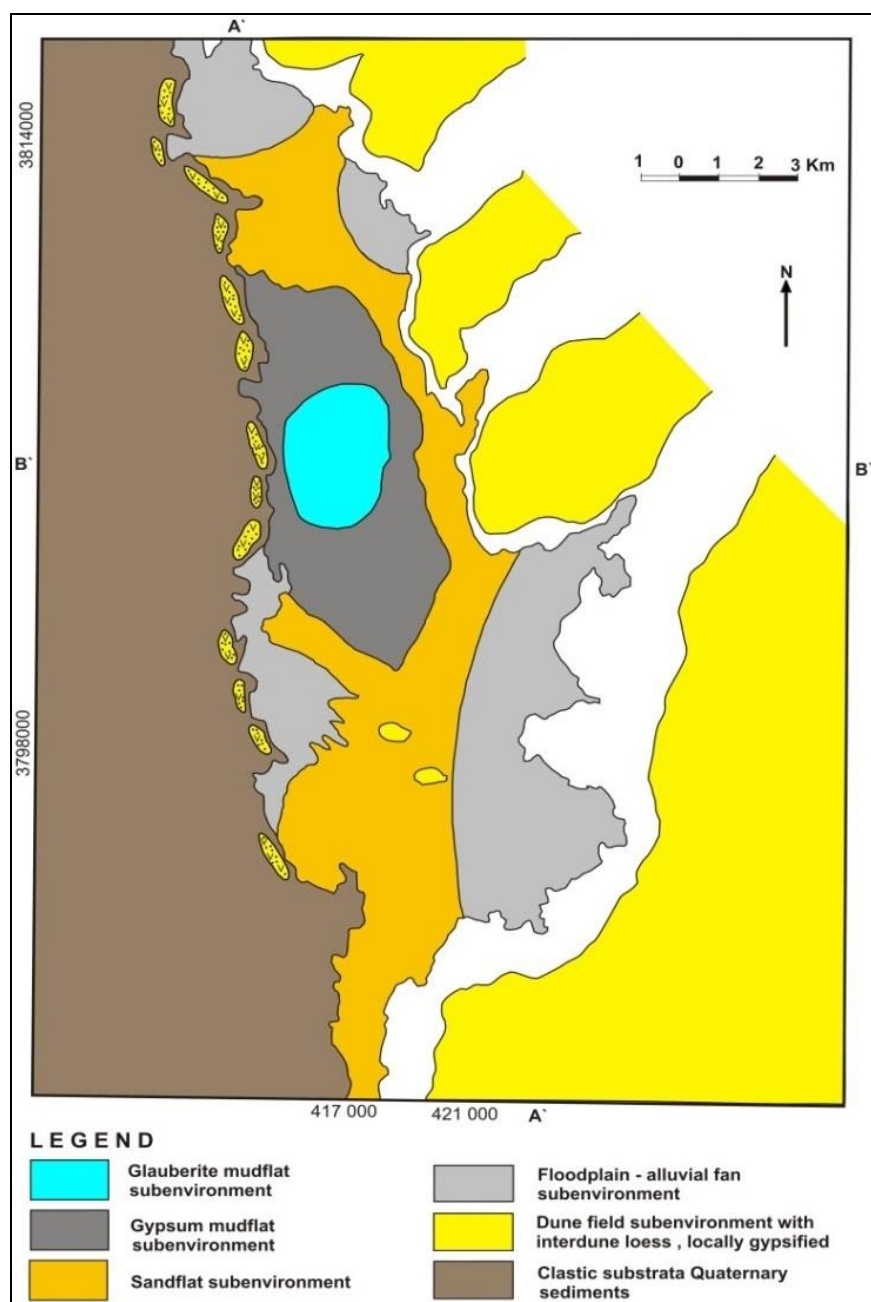 A`
3814000
1 0 1 2 3 Km
N
B`
B`
3798000
417 000
421 000
A`
LEGEND
Glauberite mudflat
subenvironment
Gypsum mudflat
subenvironment
Sandflat subenvironment
Floodplain - alluvial fan
subenvironment
Dune field subenvironment with
interdune loess , locally gypsified
Clastic substrata Quaternary
sediments